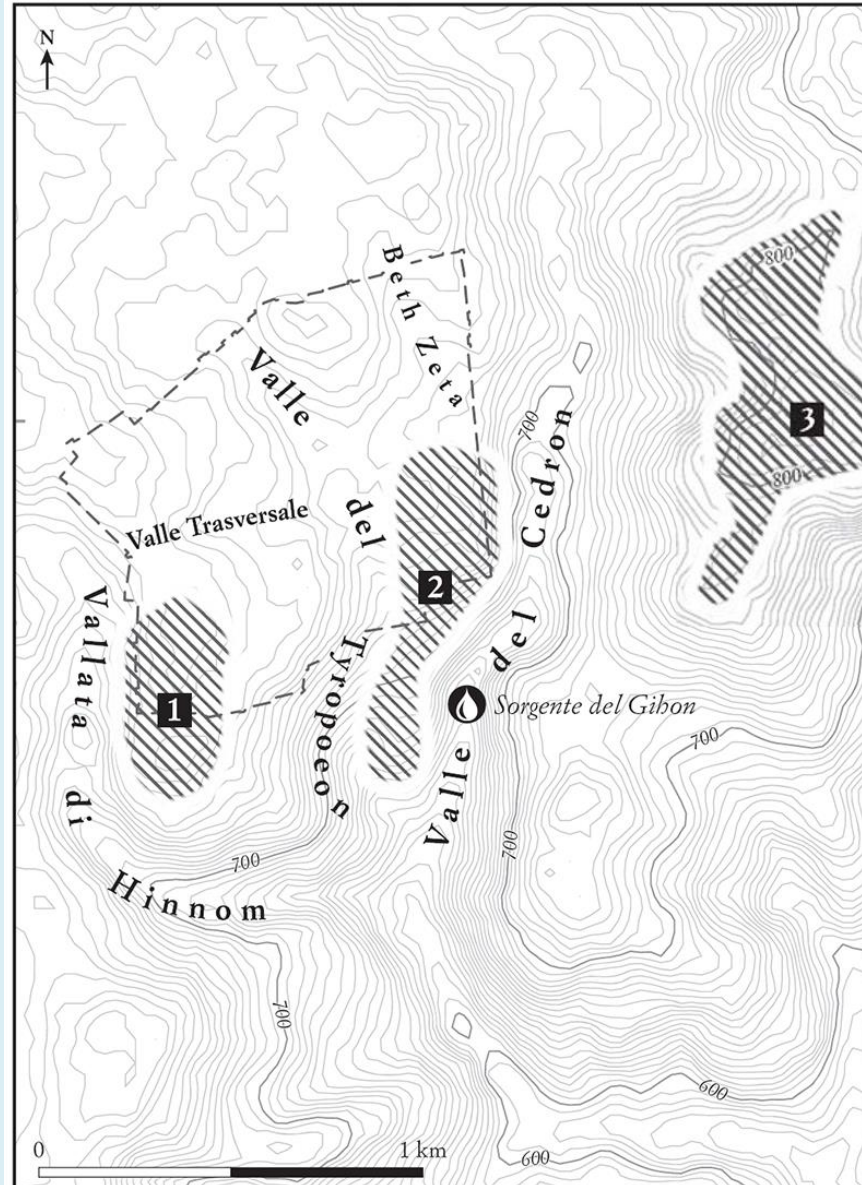 N
Beth Zeta
800
Valle
700
3
Cedron
800
Valle Trasversale
del
2
Vallata
del
Tyropoeon
1
Sorgente del Gihon
700
Valle
di
700
700
Hinnom
700
600
0
1 km
600